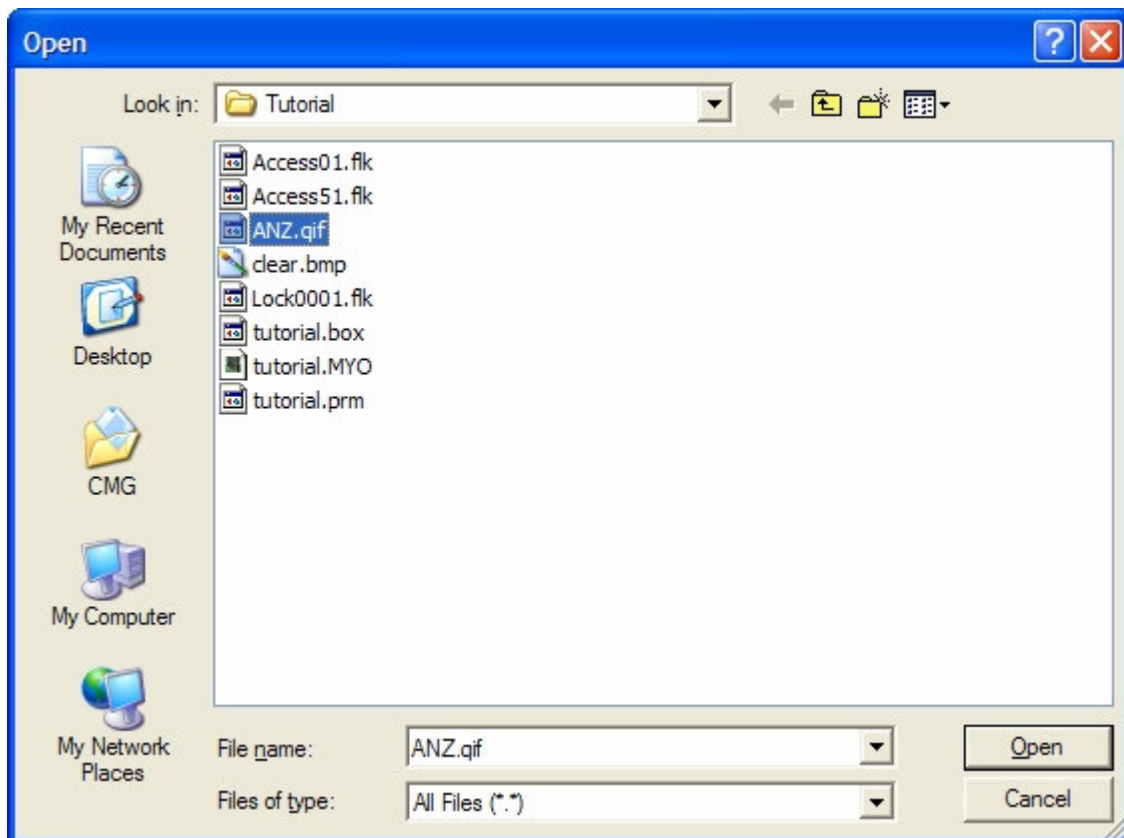 Open
?
Look in: Tutorial
Access01.flk
Access51.flk
ANZ.qif
clear.bmp
Lock0001.flk
tutorial.box
tutorial.MYO
tutorial.prm
My Recent
Documents
Desktop
CMG
My Computer
My Network
Places
File name: ANZ.qif Open
Files of type: All Files (*.*) Cancel